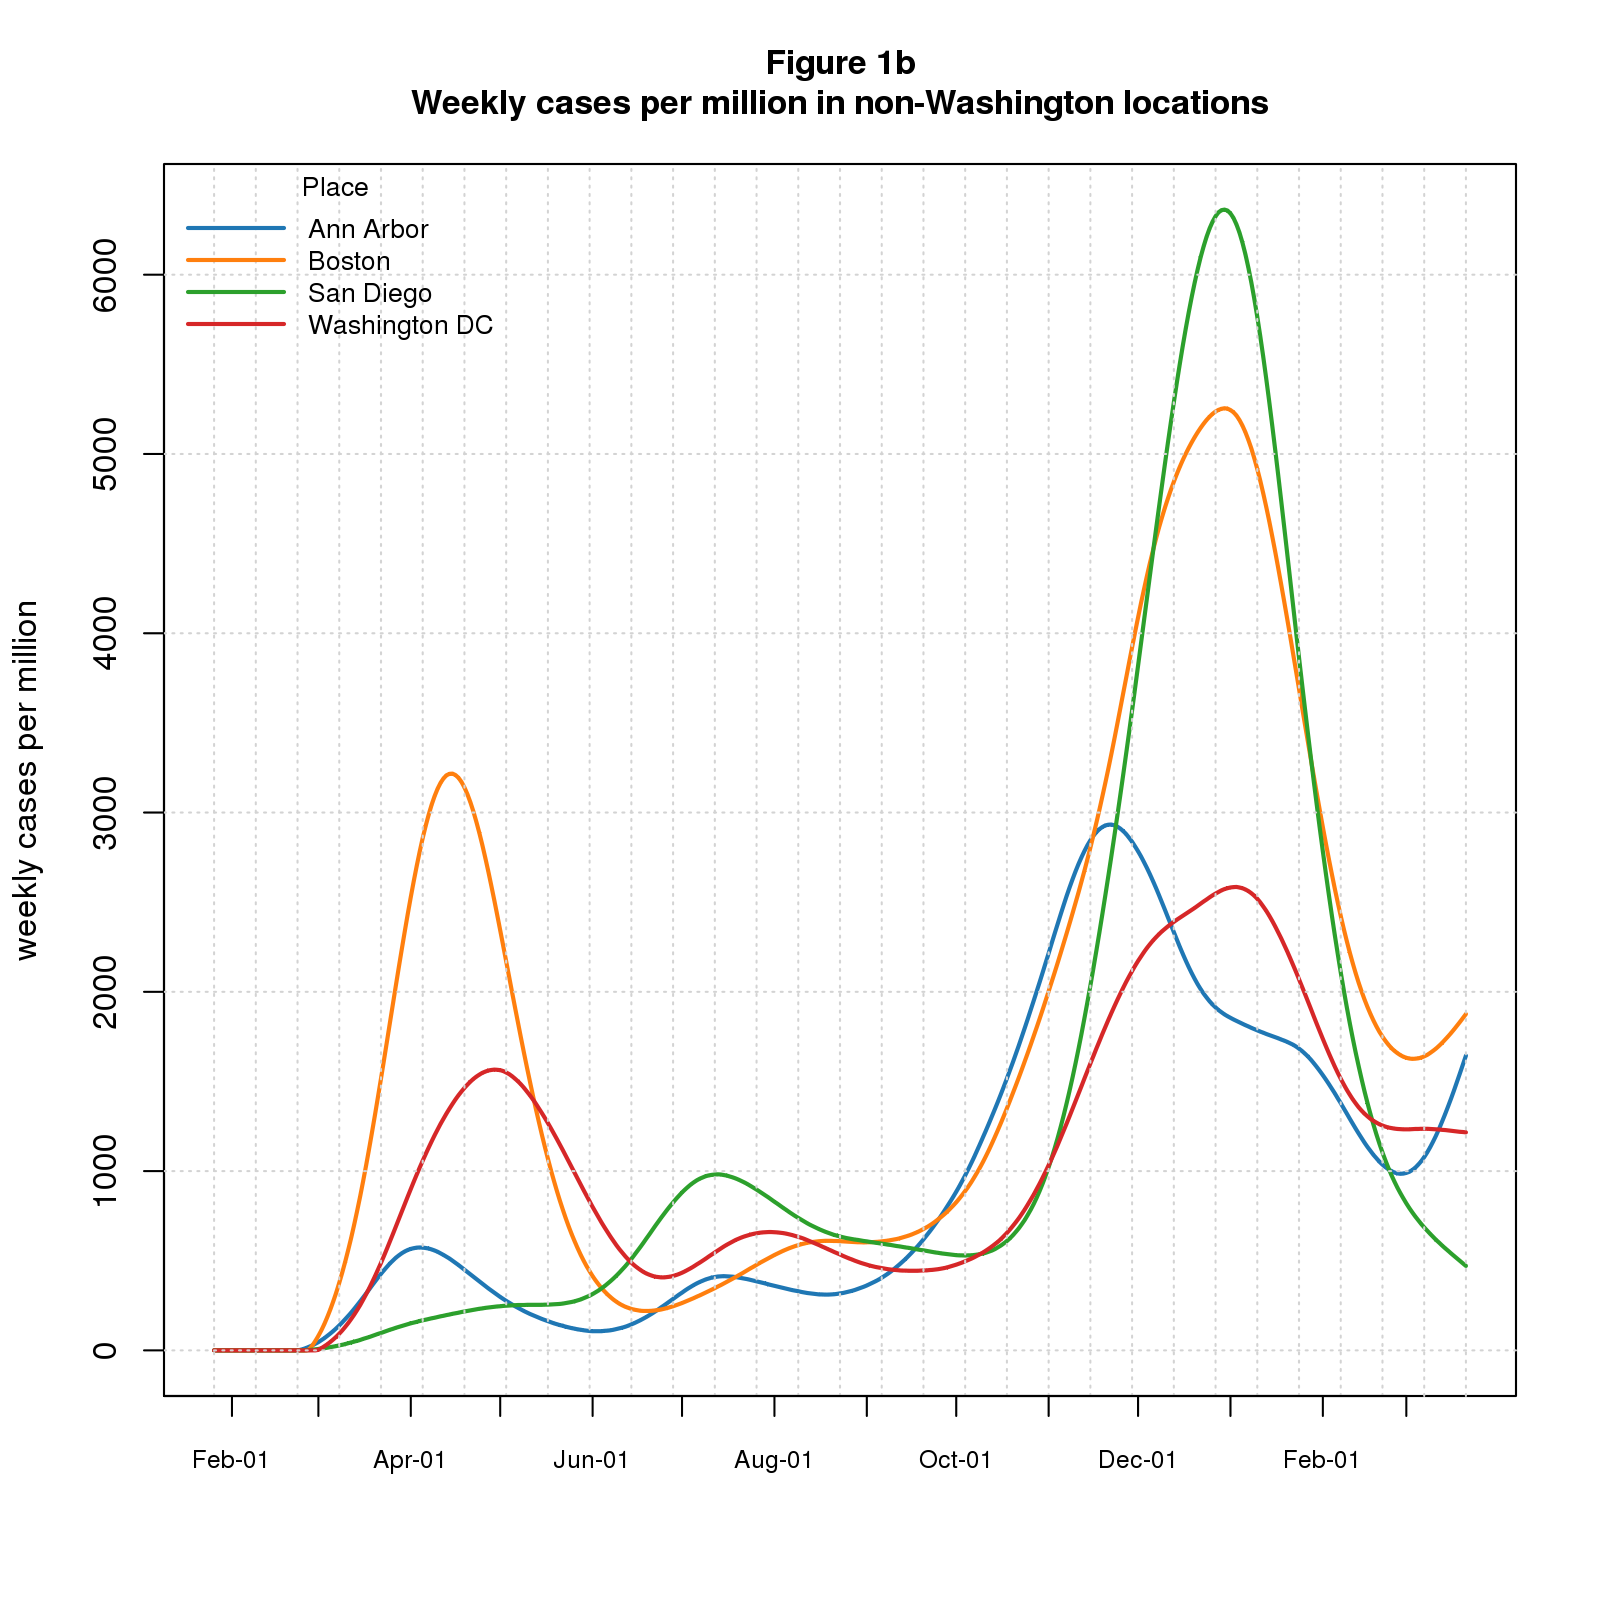 Figure 1b
Weekly cases per million in non-Washington locations
Place
Ann Arbor
Boston
San Diego
Washington DC
weekly cases per million
6000
5000
4000
3000
2000
1000
0
Feb-01 Apr-01 Jun-01 Aug-01 Oct-01 Dec-01 Feb-01